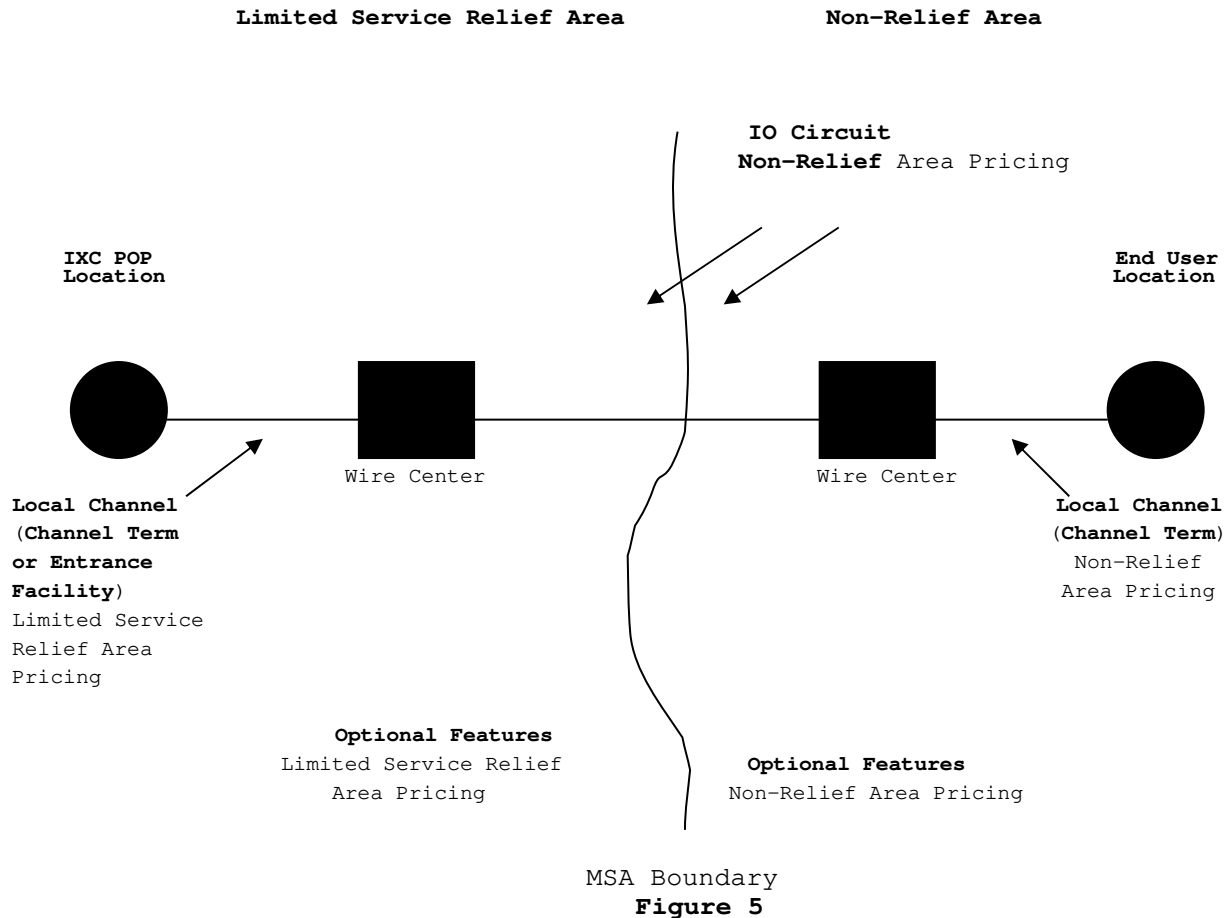 Limited Service Relief Area
Non-Relief Area
IO Circuit
Non-Relief Area Pricing
IXC POP
Location
End User
Location
Wire Center
Wire Center
Local Channel
(Channel Term
or Entrance
Facility)
Limited Service
Relief Area
Pricing
Local Channel
(Channel Term)
Non-Relief
Area Pricing
Optional Features
Limited Service Relief
Area Pricing
Optional Features
Non-Relief Area Pricing
MSA Boundary
Figure 5